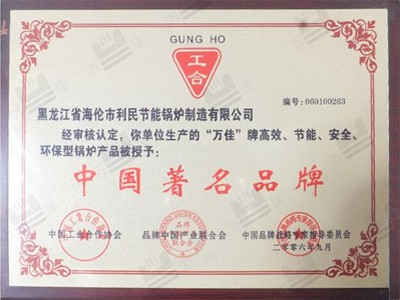 GUNG HO
工合
编号:060100263
黑龙江省海伦市利民节能锅炉制造有限公司
经审核认定,你单位生产的“万佳”牌高效、节能、安全、
环保型锅炉产品被授予:
中国著名品牌
中国工业合作协会 品牌中国产业联合会 中国品牌战略专家指导委员会
二零零六年九月